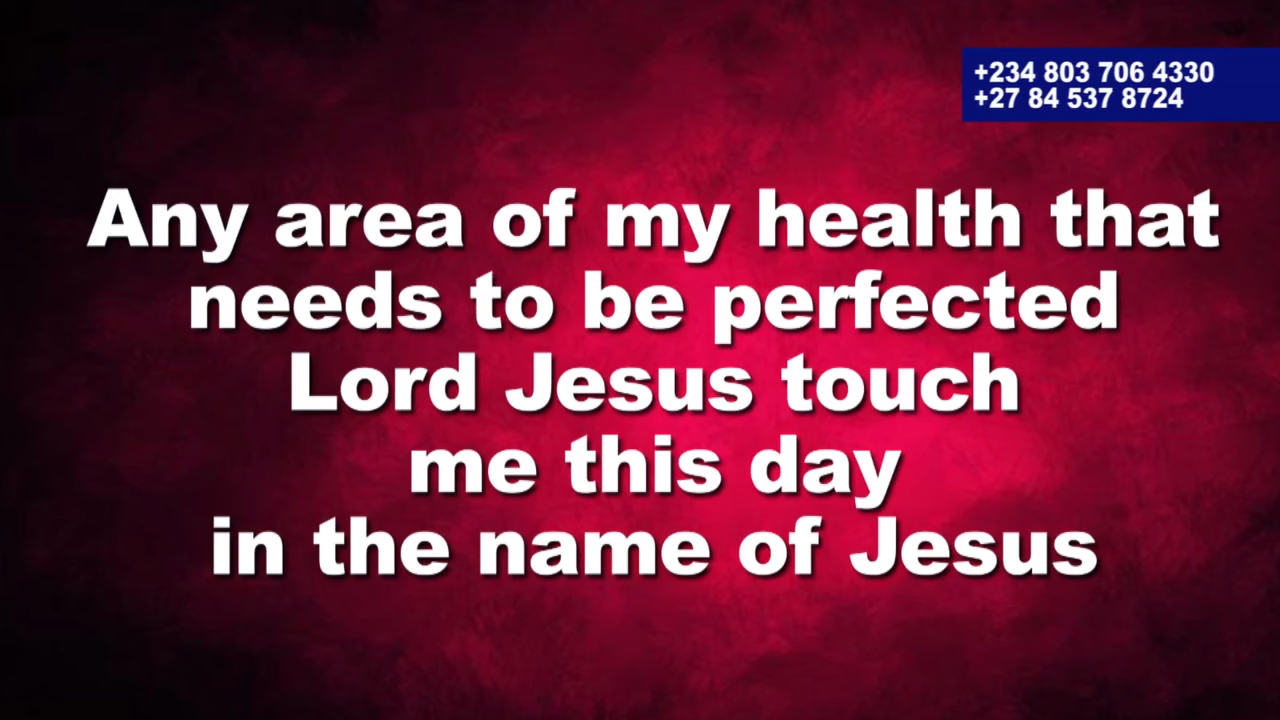 +234 803 706 4330
+27 84 537 8724
Any area of my health that
needs to be perfected
Lord Jesus touch
me this day
in the name of Jesus